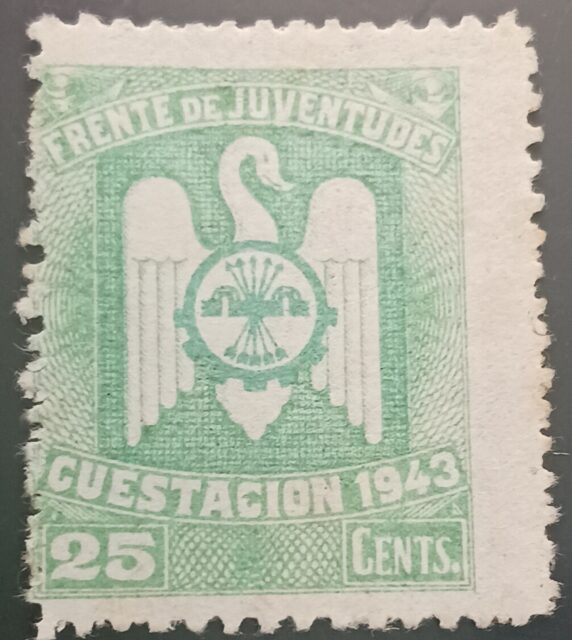 FRENTE DE JUVENTUDES
CUESTACION 1943
25 CENTS.